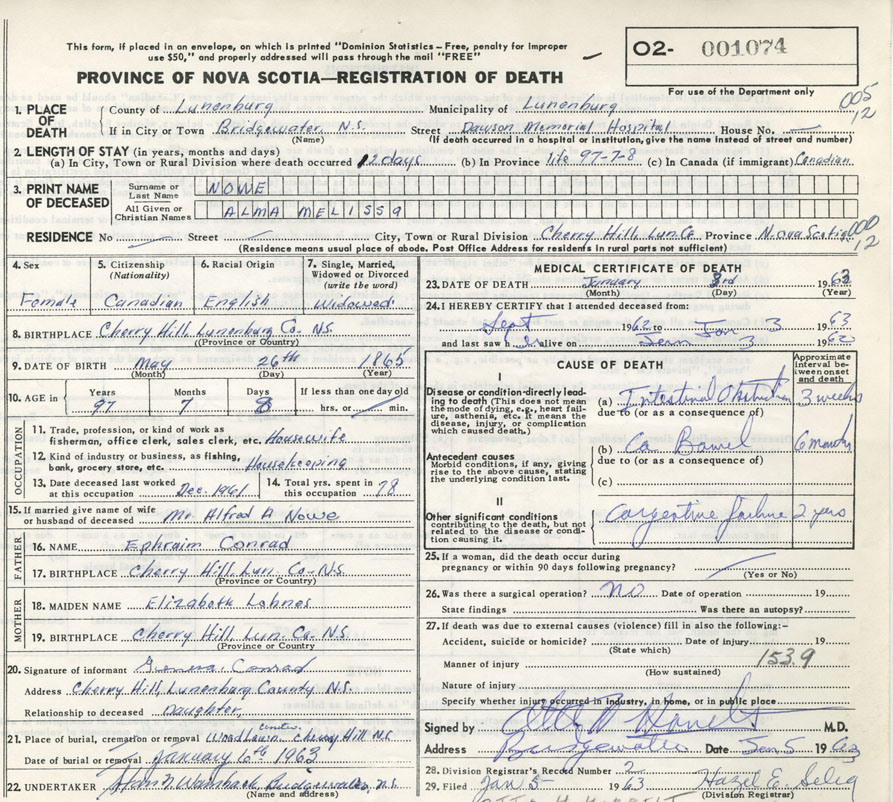 This form, if placed in an envelope, on which is printed "Dominion Statistics – Free, penalty for improper
use $50," and properly addressed will pass through the mail "FREE"
O2- 001074
PROVINCE OF NOVA SCOTIA—REGISTRATION OF DEATH
For use of the Department only
005
12
1. PLACE OF DEATH
County of Lunenburg Municipality of Lunenburg
If in City or Town Bridgewater N.S. Street Dawson Memorial Hospital House No. —
(Name) (If death occurred in a hospital or institution, give the name instead of street and number)
2. LENGTH OF STAY (in years, months and days)
(a) In City, Town or Rural Division where death occurred 12 days (b) In Province life 97-7-8 (c) In Canada (if immigrant) Canadian
3. PRINT NAME OF DECEASED
Surname or Last Name NOWE
All Given or Christian Names ALMA MELISSa
RESIDENCE No Street City, Town or Rural Division Cherry Hill, Lun Co. Province Nova Scotia
000
12
(Residence means usual place of abode. Post Office Address for residents in rural parts not sufficient)
4. Sex
Female
5. Citizenship
(Nationality)
Canadian
6. Racial Origin
English
7. Single, Married, Widowed or Divorced
(write the word)
Widowed
8. BIRTHPLACE Cherry Hill, Lunenburg Co. N.S.
(Province or Country)
9. DATE OF BIRTH May 26th 1865
(Month) (Day) (Year)
10. AGE in Years Months Days If less than one day old
97 7 8 hrs. or min.
OCCUPATION
11. Trade, profession, or kind of work as
fisherman, office clerk, sales clerk, etc. Housewife
12. Kind of industry or business, as fishing,
bank, grocery store, etc. Housekeeping
13. Date deceased last worked
at this occupation Dec. 1961
14. Total yrs. spent in
this occupation 78
15. If married give name of wife
or husband of deceased Mr. Alfred A Nowe
FATHER
16. NAME Ephraim Conrad
17. BIRTHPLACE Cherry Hill, Lun. Co. N.S.
(Province or Country)
MOTHER
18. MAIDEN NAME Elizabeth Lohnes
19. BIRTHPLACE Cherry Hill, Lun. Co. N.S.
(Province or Country)
20. Signature of informant Conrad
Address Cherry Hill, Lunenburg County N.S.
Relationship to deceased Daughter
21. Place of burial, cremation or removal Cherry Hill NS
Date of burial or removal January 6th 1963
22. UNDERTAKER Bridgewater, N.S.
(Name and address)
MEDICAL CERTIFICATE OF DEATH
23. DATE OF DEATH January 3rd 1963
(Month) (Day) (Year)
24. I HEREBY CERTIFY that I attended deceased from:
Sept 1962 to Jan 3 1963
and last saw h alive on 3 19
CAUSE OF DEATH
Approximate interval between onset and death
I
Disease or condition directly leading to death (This does not mean the mode of dying, e.g., heart failure, asthenia, etc. It means the disease, injury, or complication which caused death.)
(a) Intestinal Obstruction 3 weeks
due to (or as a consequence of)
Antecedent causes
Morbid conditions, if any, giving rise to the above cause, stating the underlying condition last.
(b) Ca Bowel 6 months
due to (or as a consequence of)
(c)
II
Other significant conditions
contributing to the death, but not related to the disease or condition causing it.
failure 2 yrs
25. If a woman, did the death occur during
pregnancy or within 90 days following pregnancy?
(Yes or No)
26. Was there a surgical operation? no Date of operation 19
State findings Was there an autopsy?
27. If death was due to external causes (violence) fill in also the following:–
Accident, suicide or homicide? Date of injury 19
(State which)
153.9
Manner of injury
(How sustained)
Nature of injury
Specify whether injury occurred in industry, in home, or in public place
Signed by M.D.
Address Bridgewater Date Jan 5 1963
28. Division Registrar's Record Number 2
29. Filed Jan 5- 1963 Hazel E. Selig
(Division Registrar)